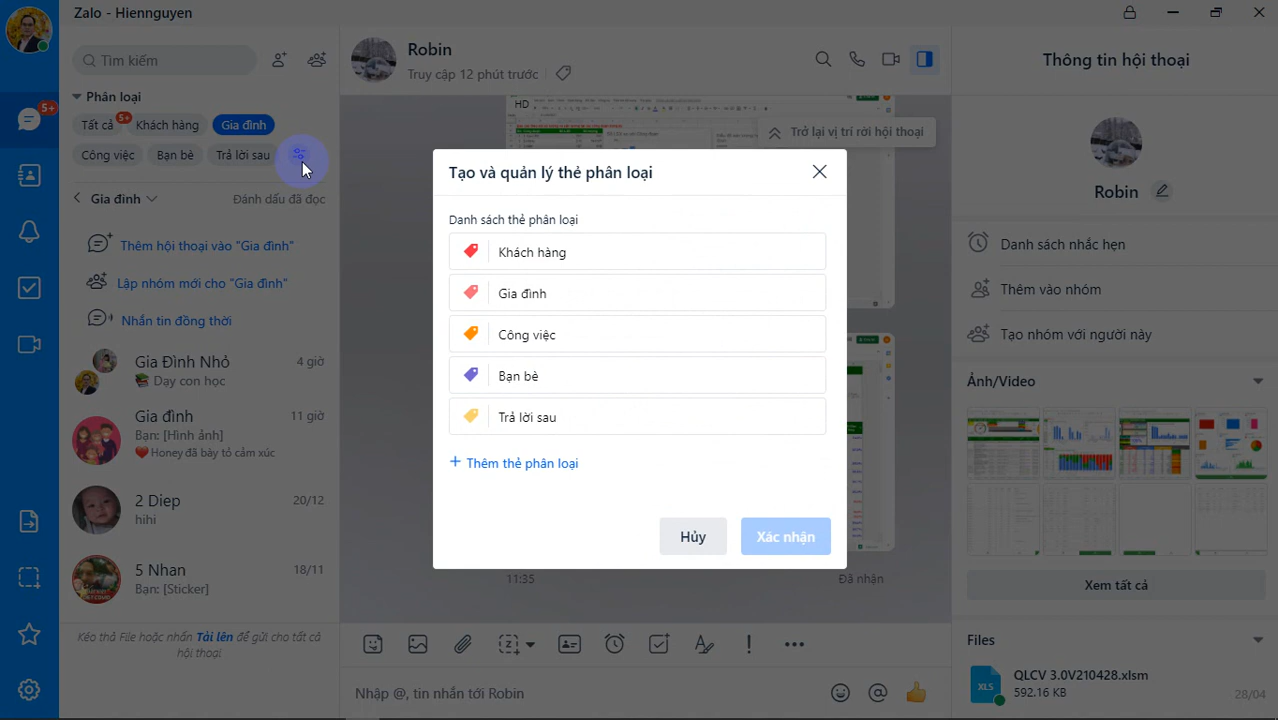 Zalo - Hiennguyen
Tìm kiếm
Phân loại
Tất cả
5+
Khách hàng
Gia đình
Công việc
Bạn bè
Trả lời sau
5+
Gia đình
Đánh dấu đã đọc
Thêm hội thoại vào "Gia đình"
Lập nhóm mới cho "Gia đình"
Nhắn tin đồng thời
Gia Đình Nhỏ
4 giờ
Dạy con học
Gia đình
11 giờ
Bạn: [Hình ảnh]
Honey đã bày tỏ cảm xúc
2 Diep
20/12
hihi
5 Nhan
18/11
Bạn: [Sticker]
Kéo thả File hoặc nhấn Tải lên để gửi cho tất cả
hội thoại
Robin
Truy cập 12 phút trước
HD
Trở lại vị trí rời hội thoại
Tạo và quản lý thẻ phân loại
Danh sách thẻ phân loại
Khách hàng
Gia đình
Công việc
Bạn bè
Trả lời sau
+ Thêm thẻ phân loại
Hủy
Xác nhận
11:35
Đã nhận
Nhập @, tin nhắn tới Robin
Thông tin hội thoại
Robin
Danh sách nhắc hẹn
Thêm vào nhóm
Tạo nhóm với người này
Ảnh/Video
Xem tất cả
Files
XLS
QLCV 3.0V210428.xlsm
592.16 KB
28/04